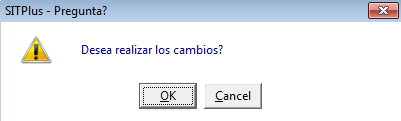 SITPlus - Pregunta?
Desea realizar los cambios?
OK
Cancel